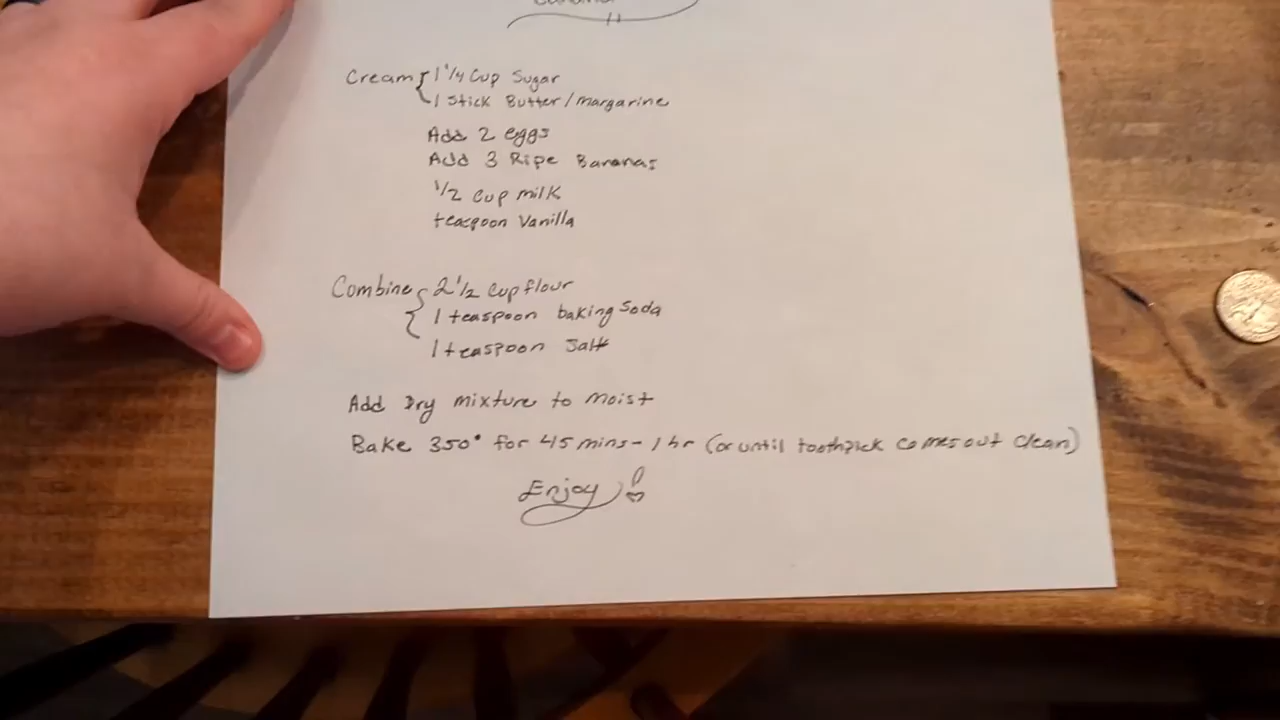 Cream { 1 1/4 Cup Sugar
1 Stick Butter/margarine
Add 2 eggs
Add 3 Ripe Bananas
1/2 cup milk
teaspoon Vanilla
Combine { 2 1/2 Cup flour
1 teaspoon baking Soda
1 teaspoon Salt
Add Dry mixture to moist
Bake 350° for 45 mins - 1 hr (or until toothpick comes out clean)
Enjoy!